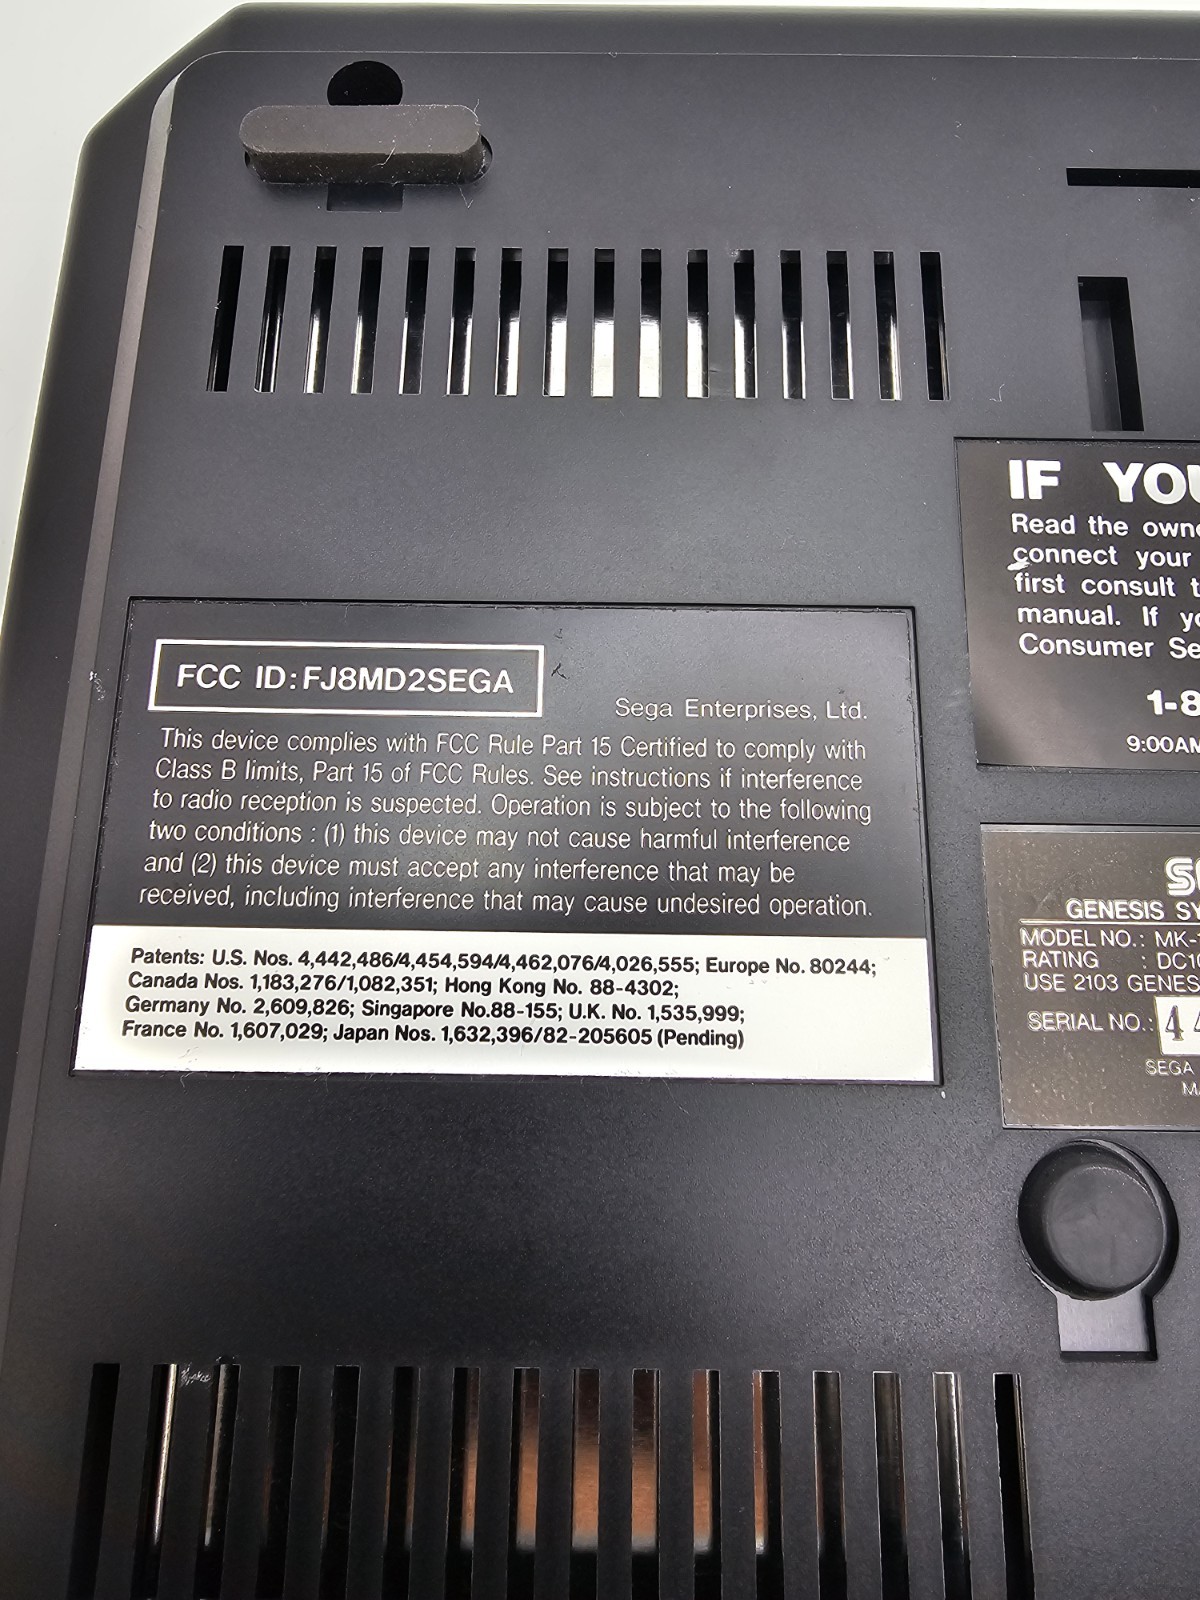 IF YOU
Read the owne
connect your
first consult t
manual. If yo
Consumer Se
1-8
9:00AM
FCC ID:FJ8MD2SEGA
Sega Enterprises, Ltd.
This device complies with FCC Rule Part 15 Certified to comply with
Class B limits, Part 15 of FCC Rules. See instructions if interference
to radio reception is suspected. Operation is subject to the following
two conditions : (1) this device may not cause harmful interference
and (2) this device must accept any interference that may be
received, including interference that may cause undesired operation.
Patents: U.S. Nos. 4,442,486/4,454,594/4,462,076/4,026,555; Europe No. 80244;
Canada Nos. 1,183,276/1,082,351; Hong Kong No. 88-4302;
Germany No. 2,609,826; Singapore No.88-155; U.K. No. 1,535,999;
France No. 1,607,029; Japan Nos. 1,632,396/82-205605 (Pending)
GENESIS SY
MODEL NO.: MK-
RATING : DC10
USE 2103 GENES
SERIAL NO.: 44
SEGA
MA